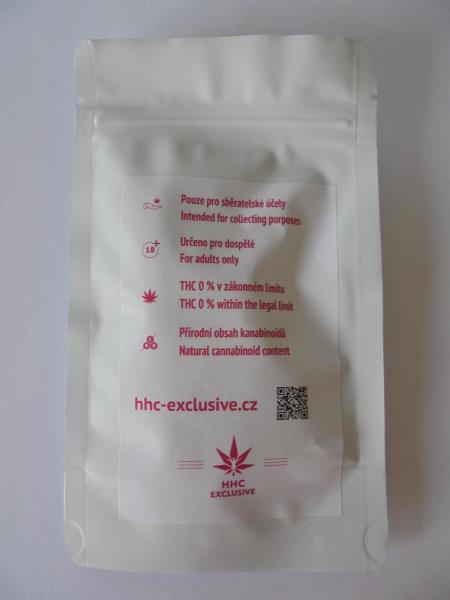 Pouze pro sběratelské účely
Intended for collecting purposes
18+
Určeno pro dospělé
For adults only
THC 0 % v zákonném limitu
THC 0 % within the legal limit
Přírodní obsah kanabinoidů
Natural cannabinoid content
hhc-exclusive.cz
HHC
EXCLUSIVE